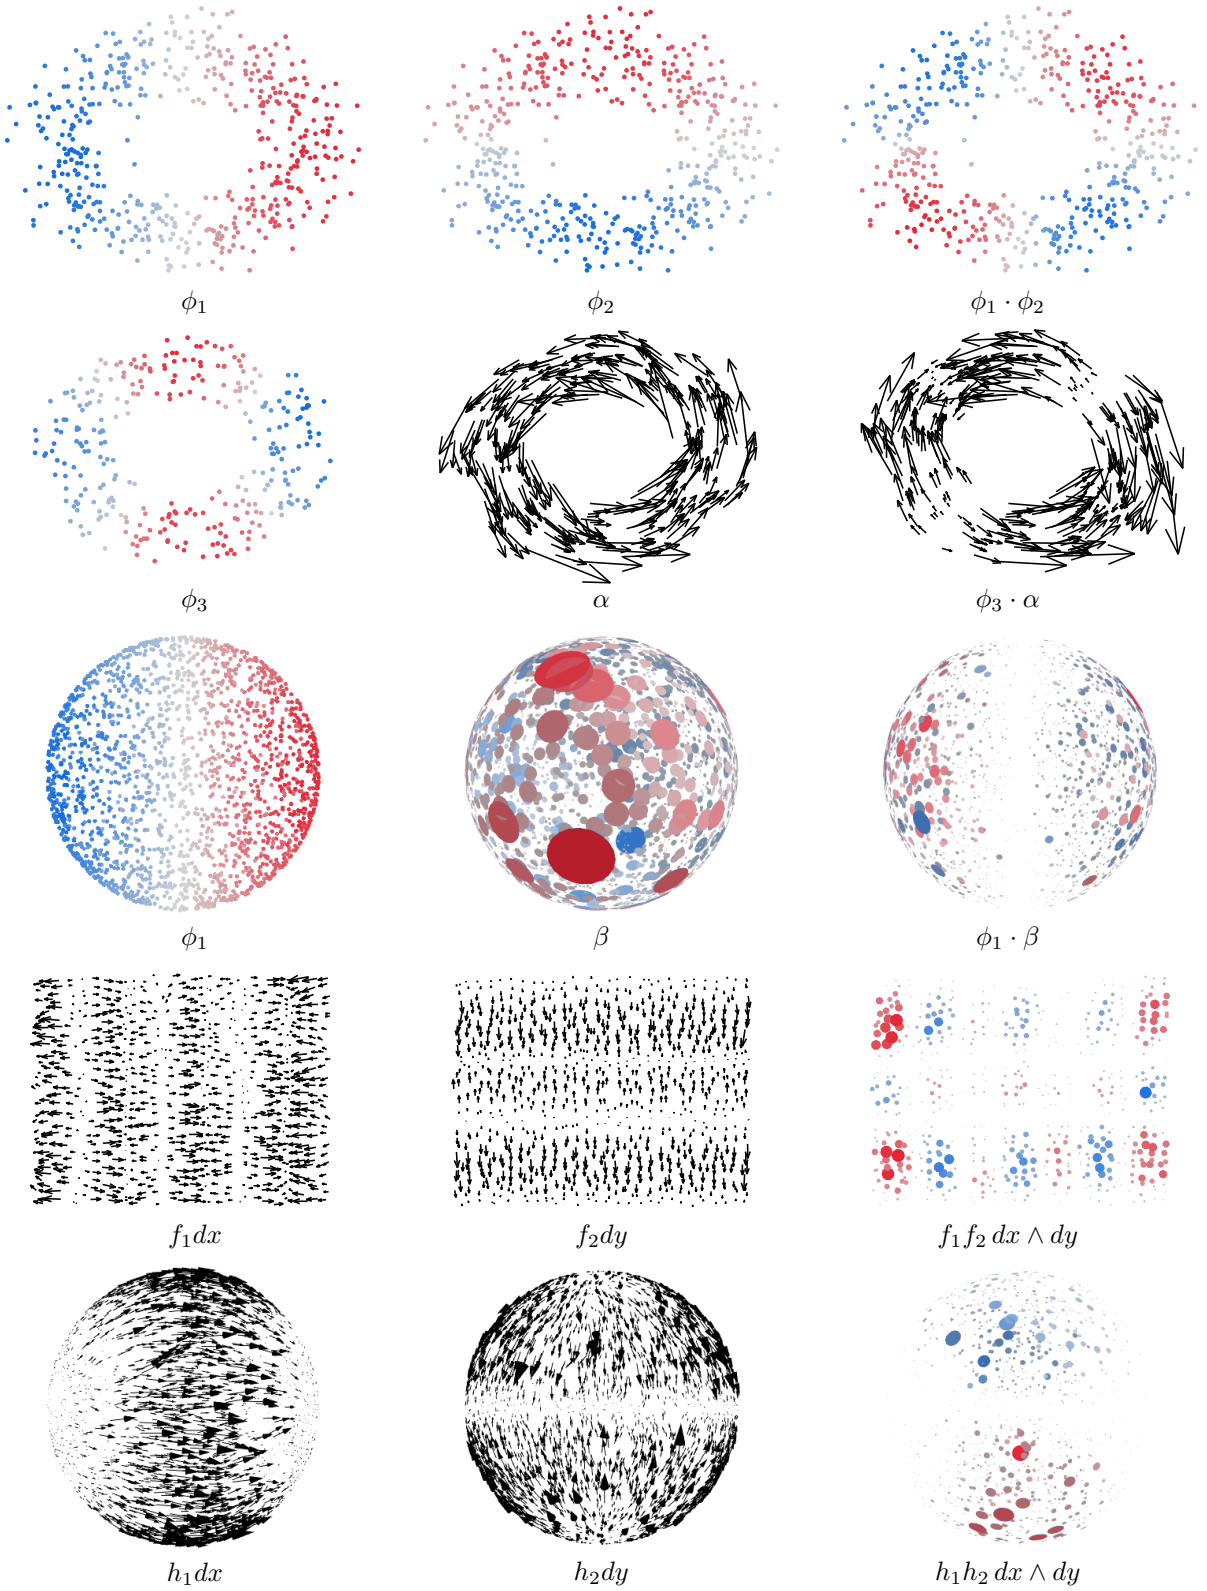 ϕ₁
ϕ₂
ϕ₁ · ϕ₂
ϕ₃
α
ϕ₃ · α
ϕ₁
β
ϕ₁ · β
f₁dx
f₂dy
f₁f₂ dx ∧ dy
h₁dx
h₂dy
h₁h₂ dx ∧ dy